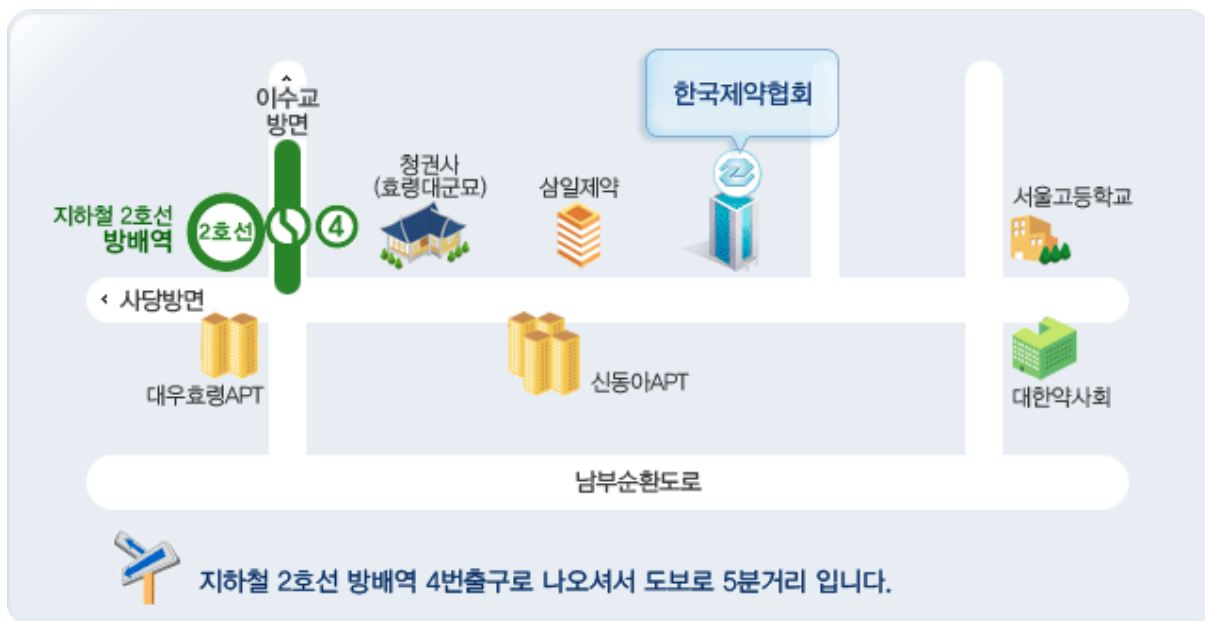 이수교
방면
한국제약협회
청권사
(효령대군묘)
삼일제약
서울고등학교
지하철 2호선
방배역
2호선
4
< 사당방면
대우효령APT
신동아APT
대한약사회
남부순환도로
지하철 2호선 방배역 4번출구로 나오셔서 도보로 5분거리 입니다.